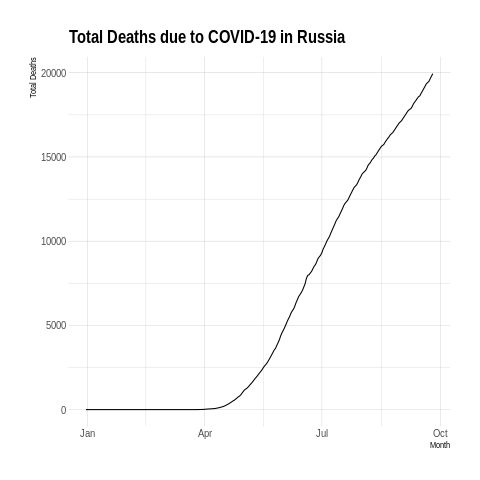 Total Deaths due to COVID-19 in Russia
Total Deaths
20000
15000
10000
5000
0
Jan Apr Jul Oct
Month